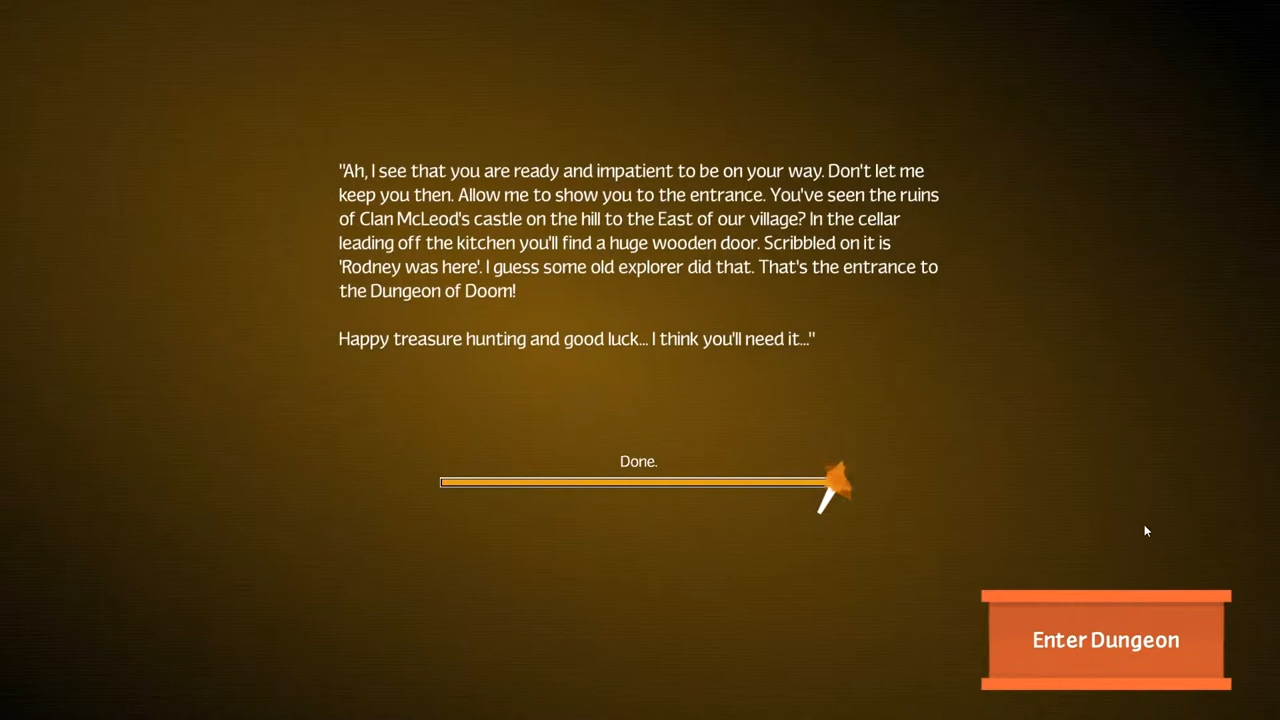 "Ah, I see that you are ready and impatient to be on your way. Don't let me
keep you then. Allow me to show you to the entrance. You've seen the ruins
of Clan McLeod's castle on the hill to the East of our village? In the cellar
leading off the kitchen you'll find a huge wooden door. Scribbled on it is
'Rodney was here'. I guess some old explorer did that. That's the entrance to
the Dungeon of Doom!
Happy treasure hunting and good luck... I think you'll need it..."
Done.
Enter Dungeon